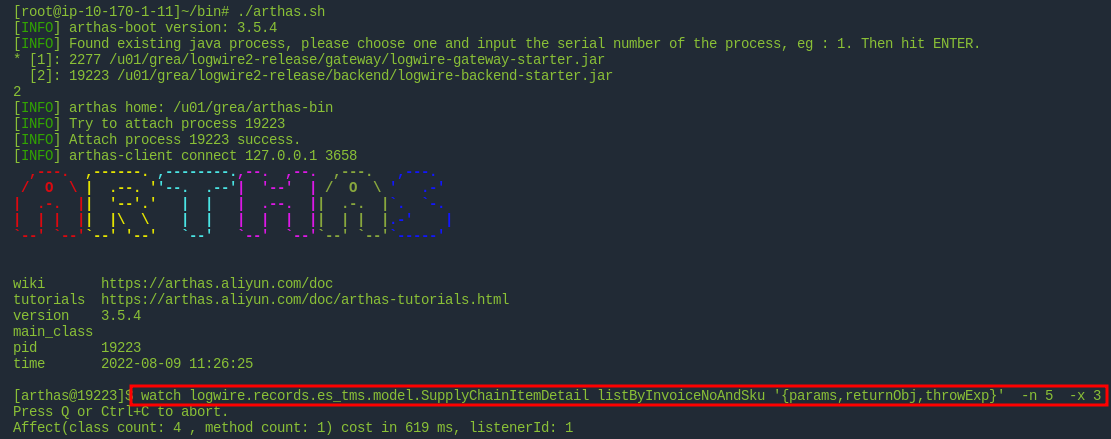 [root@ip-10-170-1-11]~/bin# ./arthas.sh
[INFO] arthas-boot version: 3.5.4
[INFO] Found existing java process, please choose one and input the serial number of the process, eg : 1. Then hit ENTER.
* [1]: 2277 /u01/grea/logwire2-release/gateway/logwire-gateway-starter.jar
  [2]: 19223 /u01/grea/logwire2-release/backend/logwire-backend-starter.jar
2
[INFO] arthas home: /u01/grea/arthas-bin
[INFO] Try to attach process 19223
[INFO] Attach process 19223 success.
[INFO] arthas-client connect 127.0.0.1 3658
ARTHAS
wiki       https://arthas.aliyun.com/doc
tutorials  https://arthas.aliyun.com/doc/arthas-tutorials.html
version    3.5.4
main_class
pid        19223
time       2022-08-09 11:26:25
[arthas@19223]$ watch logwire.records.es_tms.model.SupplyChainItemDetail listByInvoiceNoAndSku '{params,returnObj,throwExp}'  -n 5  -x 3
Press Q or Ctrl+C to abort.
Affect(class count: 4 , method count: 1) cost in 619 ms, listenerId: 1